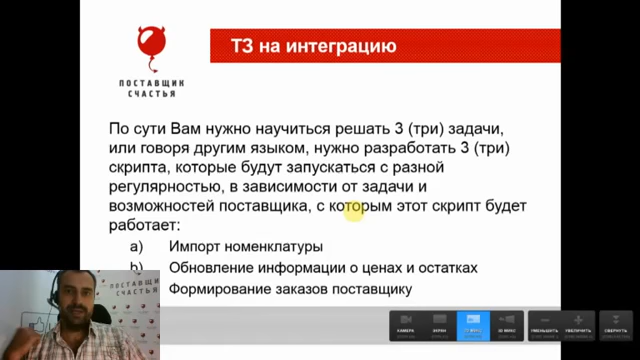 ТЗ на интеграцию
ПОСТАВЩИК
СЧАСТЬЯ
По сути Вам нужно научиться решать 3 (три) задачи,
или говоря другим языком, нужно разработать 3 (три)
скрипта, которые будут запускаться с разной
регулярностью, в зависимости от задачи и
возможностей поставщика, с которым этот скрипт будет
работает:
a) Импорт номенклатуры
b) Обновление информации о ценах и остатках
Формирование заказов поставщику
ПОСТАВЩИК
СЧАСТЬЯ
КАМЕРА
ЭКРАН
УМЕНЬШИТЬ
УВЕЛИЧИТЬ
СВЕРНУТЬ